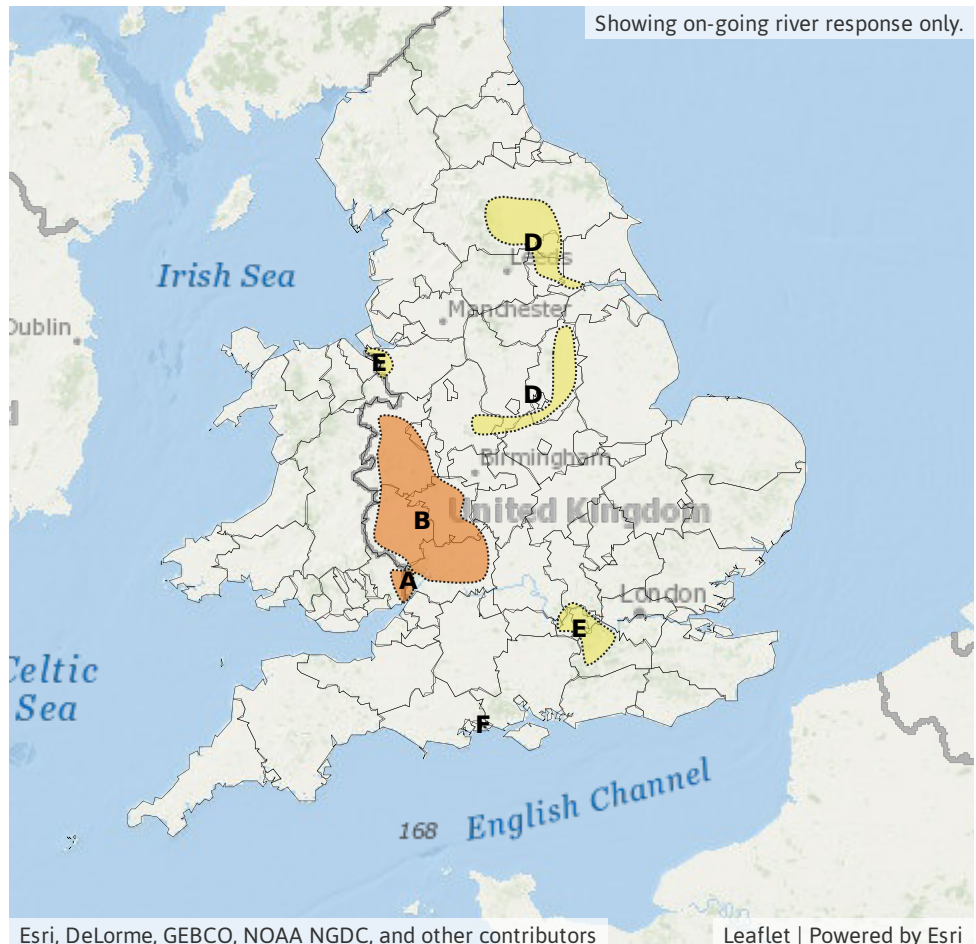 Showing on-going river response only.
D
Leeds
Irish Sea
Manchester
Dublin
E
D
Birmingham
United Kingdom
B
A
London
E
Celtic
Sea
F
English Channel
168
Esri, DeLorme, GEBCO, NOAA NGDC, and other contributors
Leaflet | Powered by Esri